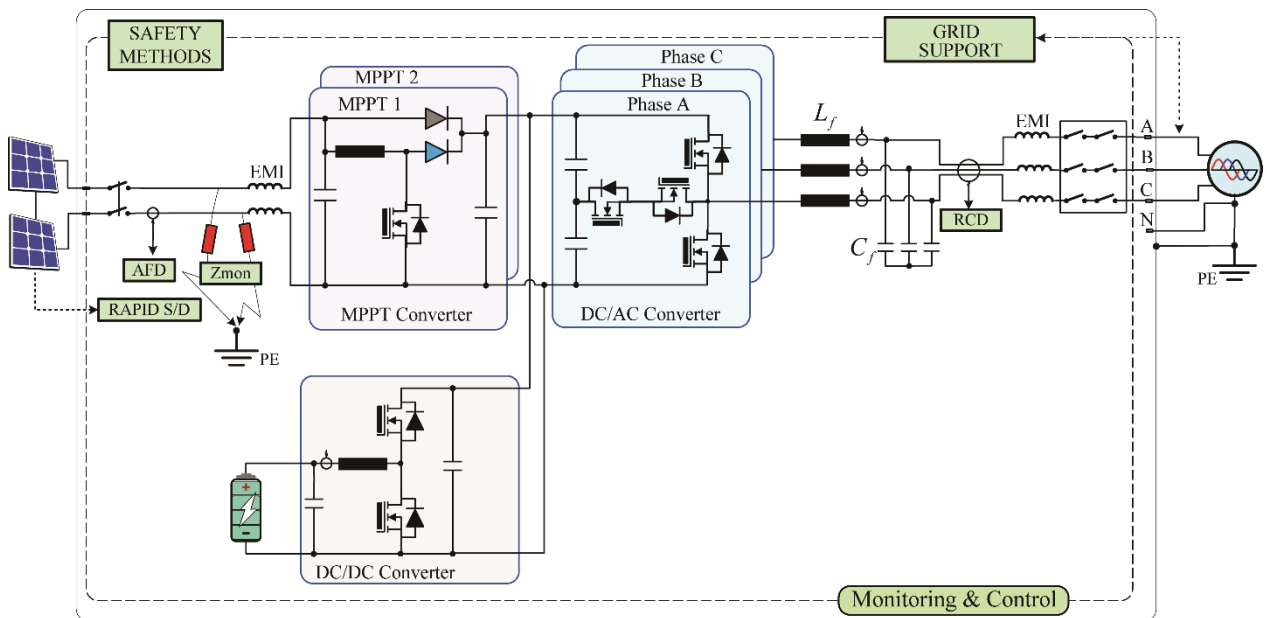 SAFETY
METHODS
GRID
SUPPORT
MPPT 2
MPPT 1
Phase C
Phase B
Phase A
L_f
EMI
A
B
C
N
EMI
RCD
AFD
Zmon
C_f
RAPID S/D
PE
PE
MPPT Converter
DC/AC Converter
+
-
DC/DC Converter
Monitoring & Control